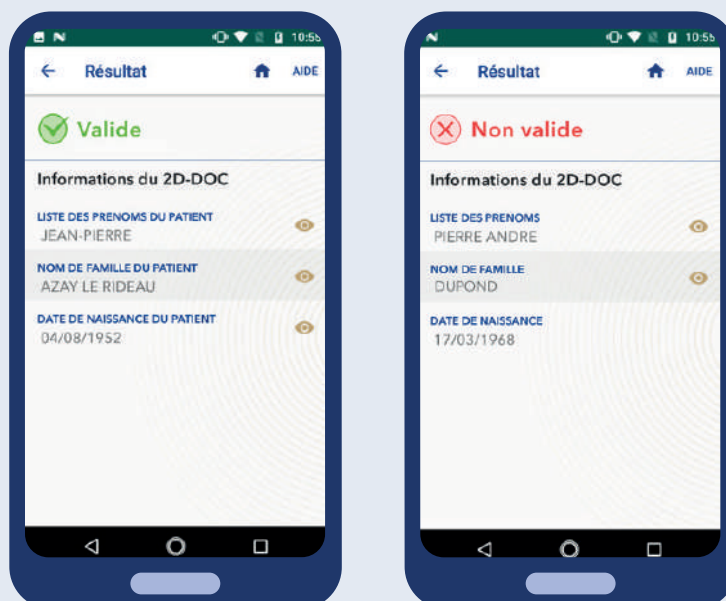 10:55
Résultat
AIDE
Valide
Informations du 2D-DOC
LISTE DES PRENOMS DU PATIENT
JEAN-PIERRE
NOM DE FAMILLE DU PATIENT
AZAY LE RIDEAU
DATE DE NAISSANCE DU PATIENT
04/08/1952
10:55
Résultat
AIDE
Non valide
Informations du 2D-DOC
LISTE DES PRENOMS
PIERRE ANDRE
NOM DE FAMILLE
DUPOND
DATE DE NAISSANCE
17/03/1968